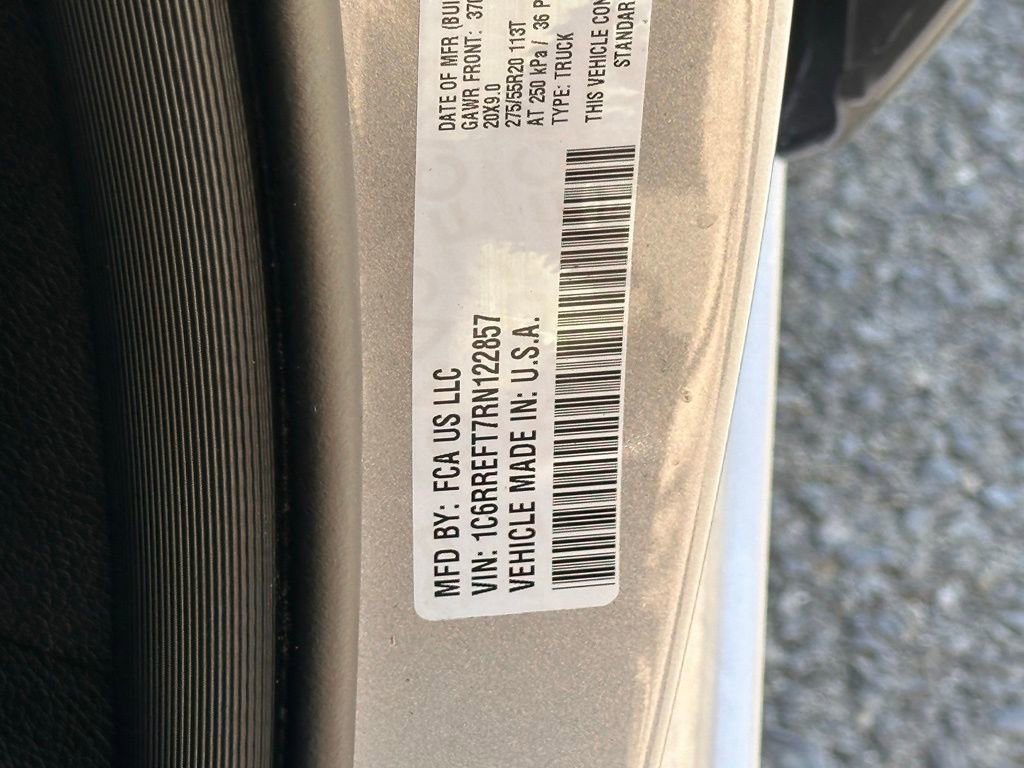 MFD BY: FCA US LLC
VIN: 1C6RREFT7RN122857
VEHICLE MADE IN: U.S.A.
DATE OF MFR
GAWR FRONT:
20X9.0
275/55R20 113T
AT 250 kPa / 36
TYPE: TRUCK
THIS VEHICLE